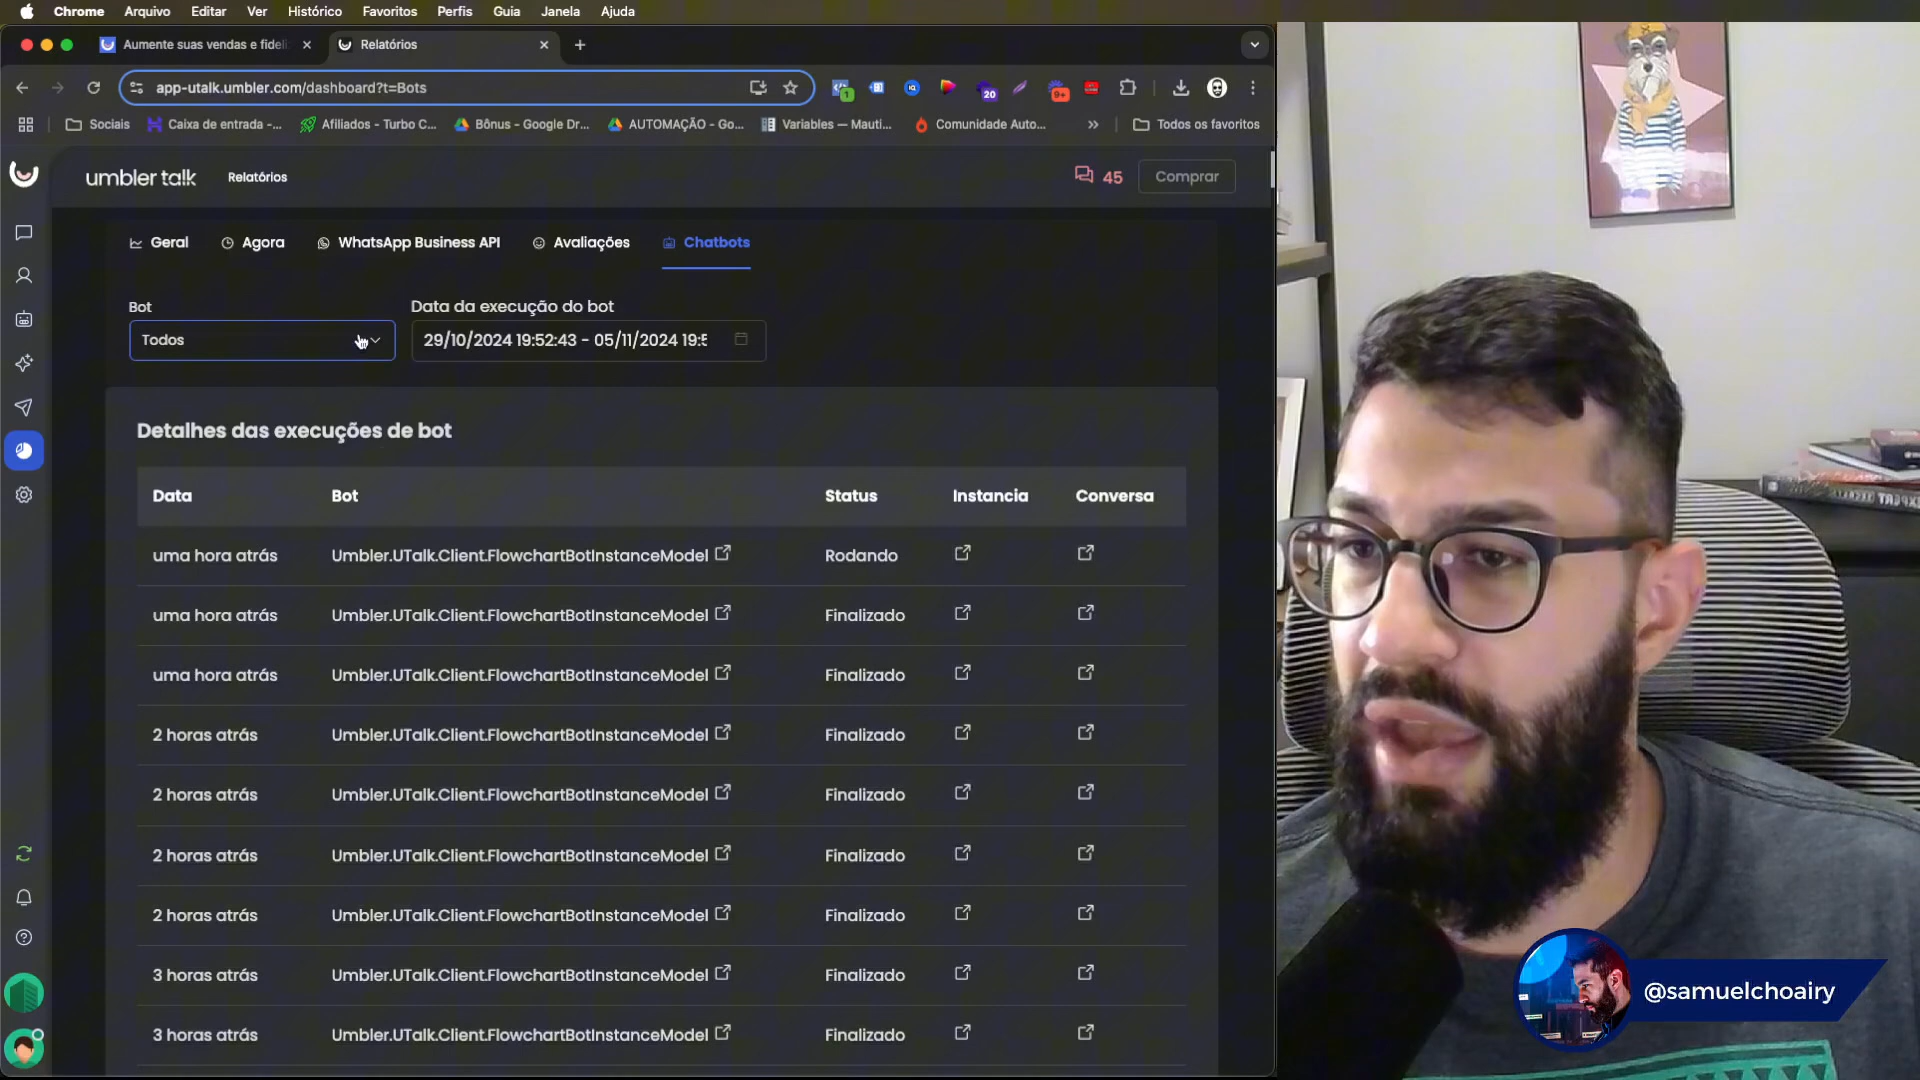 Chrome Arquivo Editar Ver Histórico Favoritos Perfis Guia Janela Ajuda
Aumente suas vendas e fideli
Relatórios
app-utalk.umbler.com/dashboard?t=Bots
1
20
9+
Sociais
Caixa de entrada -...
Afiliados - Turbo C...
Bônus - Google Dr...
AUTOMAÇÃO - Go...
Variables — Mauti...
Comunidade Auto...
»
Todos os favoritos
umbler talk
Relatórios
45
Comprar
Geral
Agora
WhatsApp Business API
Avaliações
Chatbots
Bot
Data da execução do bot
Todos
29/10/2024 19:52:43 - 05/11/2024 19:5
Detalhes das execuções de bot
Data Bot Status Instancia Conversa
uma hora atrás Umbler.UTalk.Client.FlowchartBotInstanceModel Rodando
uma hora atrás Umbler.UTalk.Client.FlowchartBotInstanceModel Finalizado
uma hora atrás Umbler.UTalk.Client.FlowchartBotInstanceModel Finalizado
2 horas atrás Umbler.UTalk.Client.FlowchartBotInstanceModel Finalizado
2 horas atrás Umbler.UTalk.Client.FlowchartBotInstanceModel Finalizado
2 horas atrás Umbler.UTalk.Client.FlowchartBotInstanceModel Finalizado
2 horas atrás Umbler.UTalk.Client.FlowchartBotInstanceModel Finalizado
3 horas atrás Umbler.UTalk.Client.FlowchartBotInstanceModel Finalizado
3 horas atrás Umbler.UTalk.Client.FlowchartBotInstanceModel Finalizado
@samuelchoairy